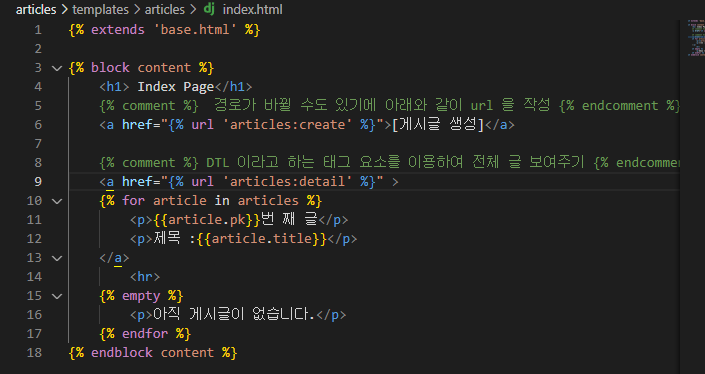 articles > templates > articles > dj index.html
1 {% extends 'base.html' %}
2
3 {% block content %}
4 <h1> Index Page</h1>
5 {% comment %}  경로가 바뀔 수도 있기에 아래와 같이 url 을 작성 {% endcomment %}
6 <a href="{% url 'articles:create' %}">[게시글 생성]</a>
7
8 {% comment %} DTL 이라고 하는 태그 요소를 이용하여 전체 글 보여주기 {% endcommen
9 <a href="{% url 'articles:detail' %}" >
10 {% for article in articles %}
11 <p>{{article.pk}}번 째 글</p>
12 <p>제목 :{{article.title}}</p>
13 </a>
14 <hr>
15 {% empty %}
16 <p>아직 게시글이 없습니다.</p>
17 {% endfor %}
18 {% endblock content %}